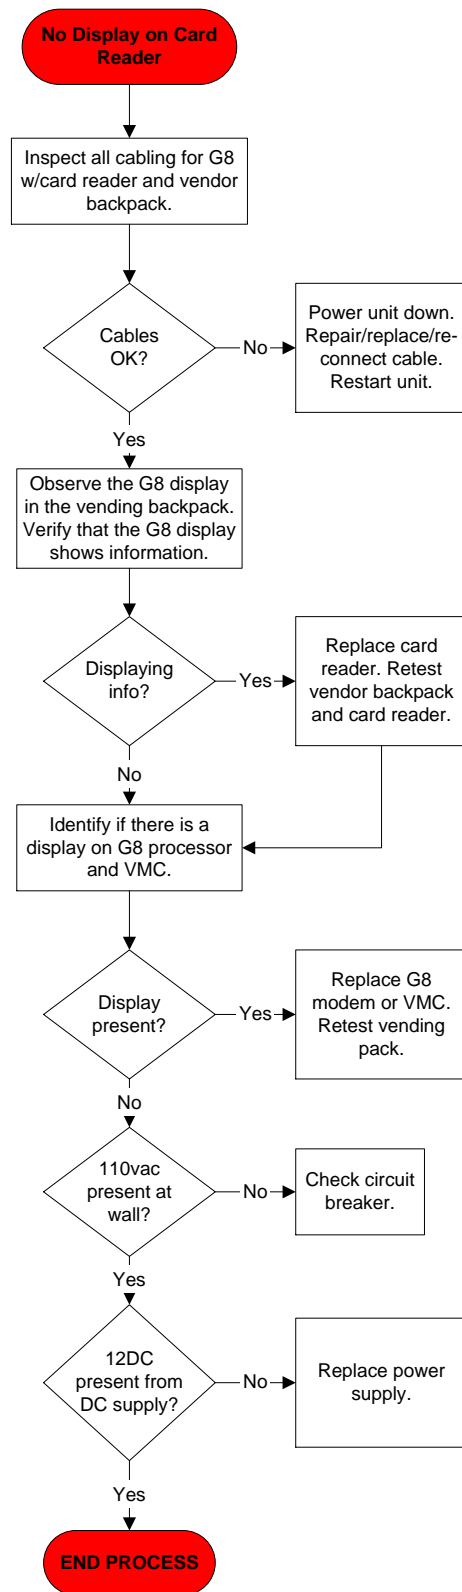 No Display on Card
Reader
Inspect all cabling for G8
w/card reader and vendor
backpack.
Cables
OK?
No
Power unit down.
Repair/replace/re-
connect cable.
Restart unit.
Yes
Observe the G8 display
in the vending backpack.
Verify that the G8 display
shows information.
Displaying
info?
Yes
Replace card
reader. Retest
vendor backpack
and card reader.
No
Identify if there is a
display on G8 processor
and VMC.
Display
present?
Yes
Replace G8
modem or VMC.
Retest vending
pack.
No
110vac
present at
wall?
No
Check circuit
breaker.
Yes
12DC
present from
DC supply?
No
Replace power
supply.
Yes
END PROCESS